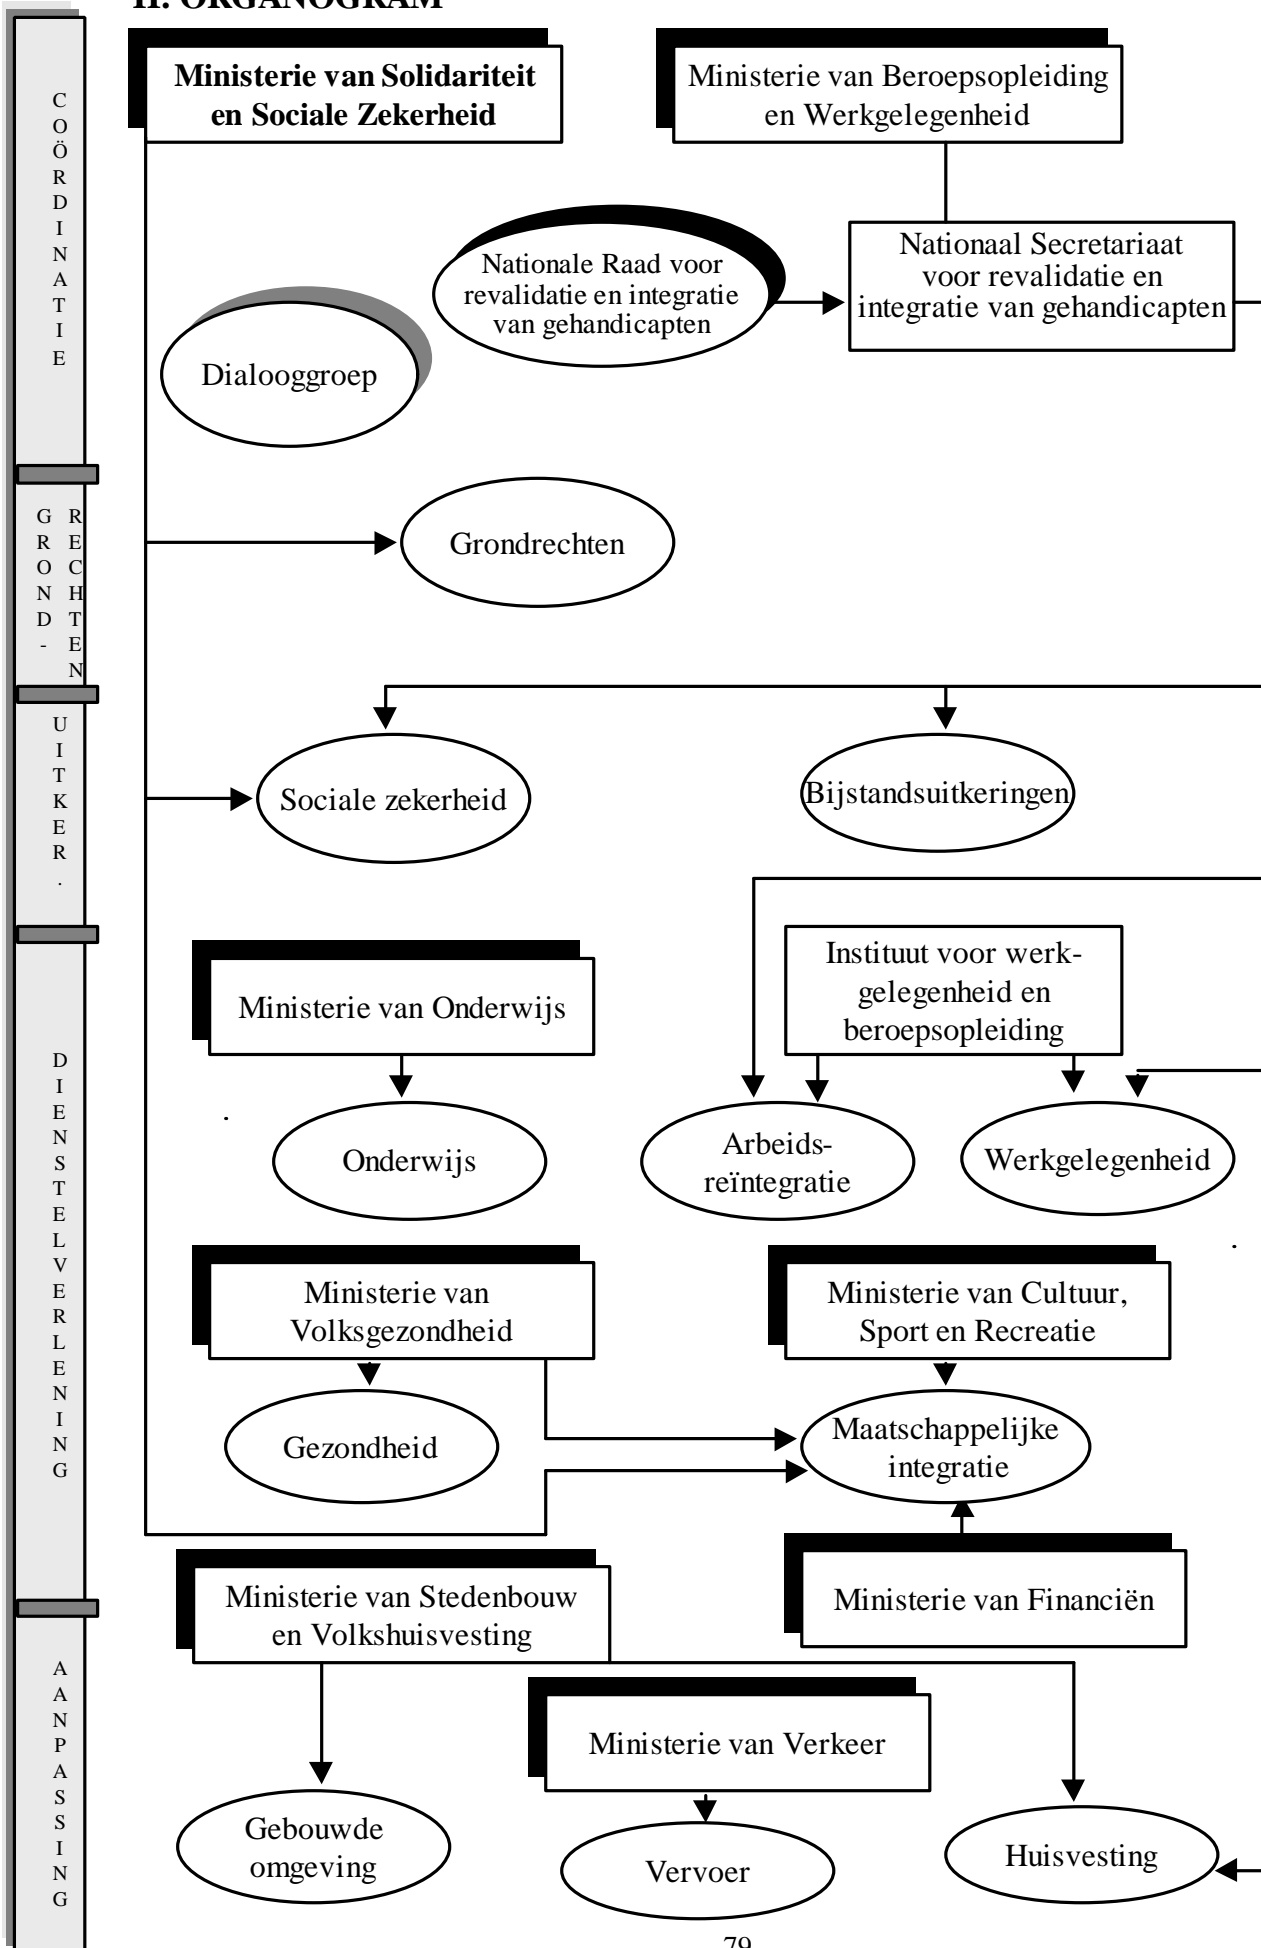 II. ORGANOGRAM
Ministerie van Solidariteit
en Sociale Zekerheid
Ministerie van Beroepsopleiding
en Werkgelegenheid
COÖRDINATIE
Nationale Raad voor
revalidatie en integratie
van gehandicapten
Nationaal Secretariaat
voor revalidatie en
integratie van gehandicapten
Dialooggroep
GROND-
RECHTEN
Grondrechten
UITKER.
Sociale zekerheid
Bijstandsuitkeringen
DIENSTELVERLENING
Ministerie van Onderwijs
Instituut voor werk-
gelegenheid en
beroepsopleiding
Onderwijs
Arbeids-
reïntegratie
Werkgelegenheid
Ministerie van
Volksgezondheid
Ministerie van Cultuur,
Sport en Recreatie
Gezondheid
Maatschappelijke
integratie
Ministerie van Stedenbouw
en Volkshuisvesting
Ministerie van Financiën
AANPASSING
Ministerie van Verkeer
Gebouwde
omgeving
Vervoer
Huisvesting
79